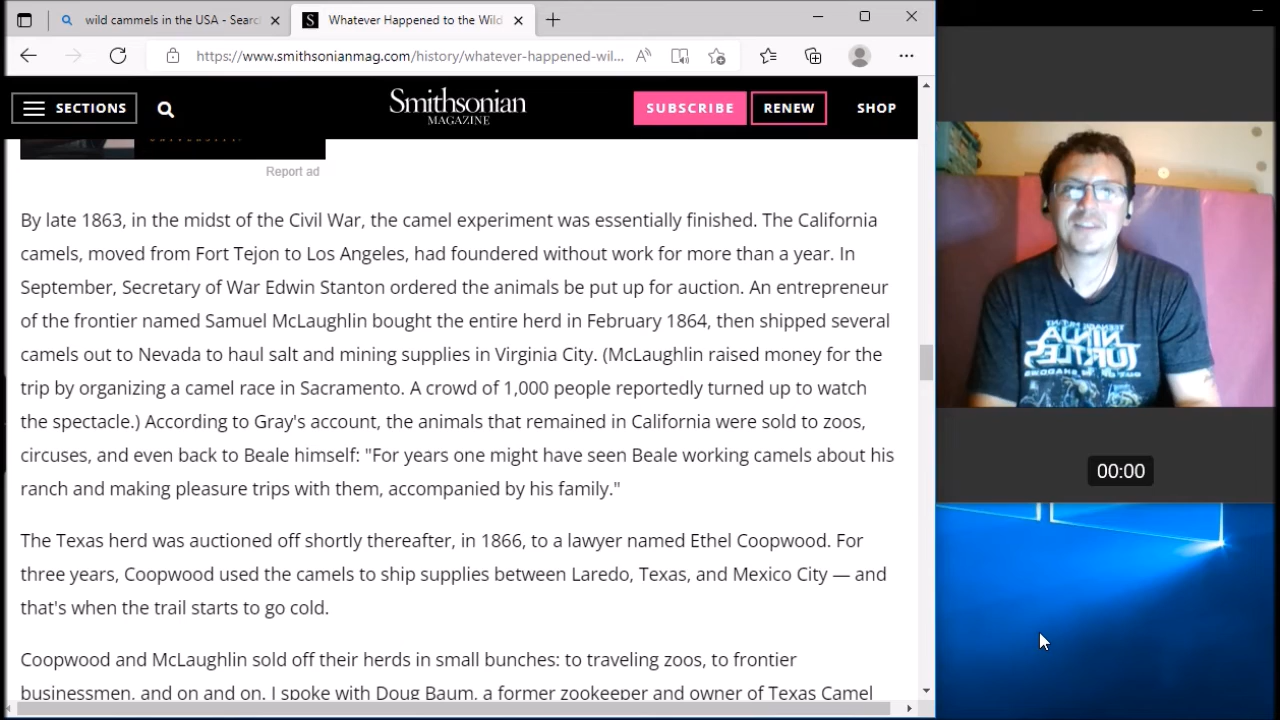 wild cammels in the USA - Searc
Whatever Happened to the Wild
https://www.smithsonianmag.com/history/whatever-happened-wil...
SECTIONS
Smithsonian
MAGAZINE
SUBSCRIBE
RENEW
SHOP
Report ad
By late 1863, in the midst of the Civil War, the camel experiment was essentially finished. The California
camels, moved from Fort Tejon to Los Angeles, had foundered without work for more than a year. In
September, Secretary of War Edwin Stanton ordered the animals be put up for auction. An entrepreneur
of the frontier named Samuel McLaughlin bought the entire herd in February 1864, then shipped several
camels out to Nevada to haul salt and mining supplies in Virginia City. (McLaughlin raised money for the
trip by organizing a camel race in Sacramento. A crowd of 1,000 people reportedly turned up to watch
the spectacle.) According to Gray's account, the animals that remained in California were sold to zoos,
circuses, and even back to Beale himself: "For years one might have seen Beale working camels about his
ranch and making pleasure trips with them, accompanied by his family."
The Texas herd was auctioned off shortly thereafter, in 1866, to a lawyer named Ethel Coopwood. For
three years, Coopwood used the camels to ship supplies between Laredo, Texas, and Mexico City — and
that's when the trail starts to go cold.
Coopwood and McLaughlin sold off their herds in small bunches: to traveling zoos, to frontier
businessmen, and on and on. I spoke with Doug Baum, a former zookeeper and owner of Texas Camel
TEENAGE MUTANT
NINJA
TURTLES
00:00